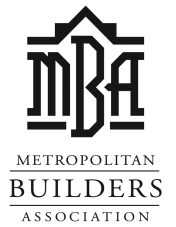 MBA
METROPOLITAN
BUILDERS
ASSOCIATION